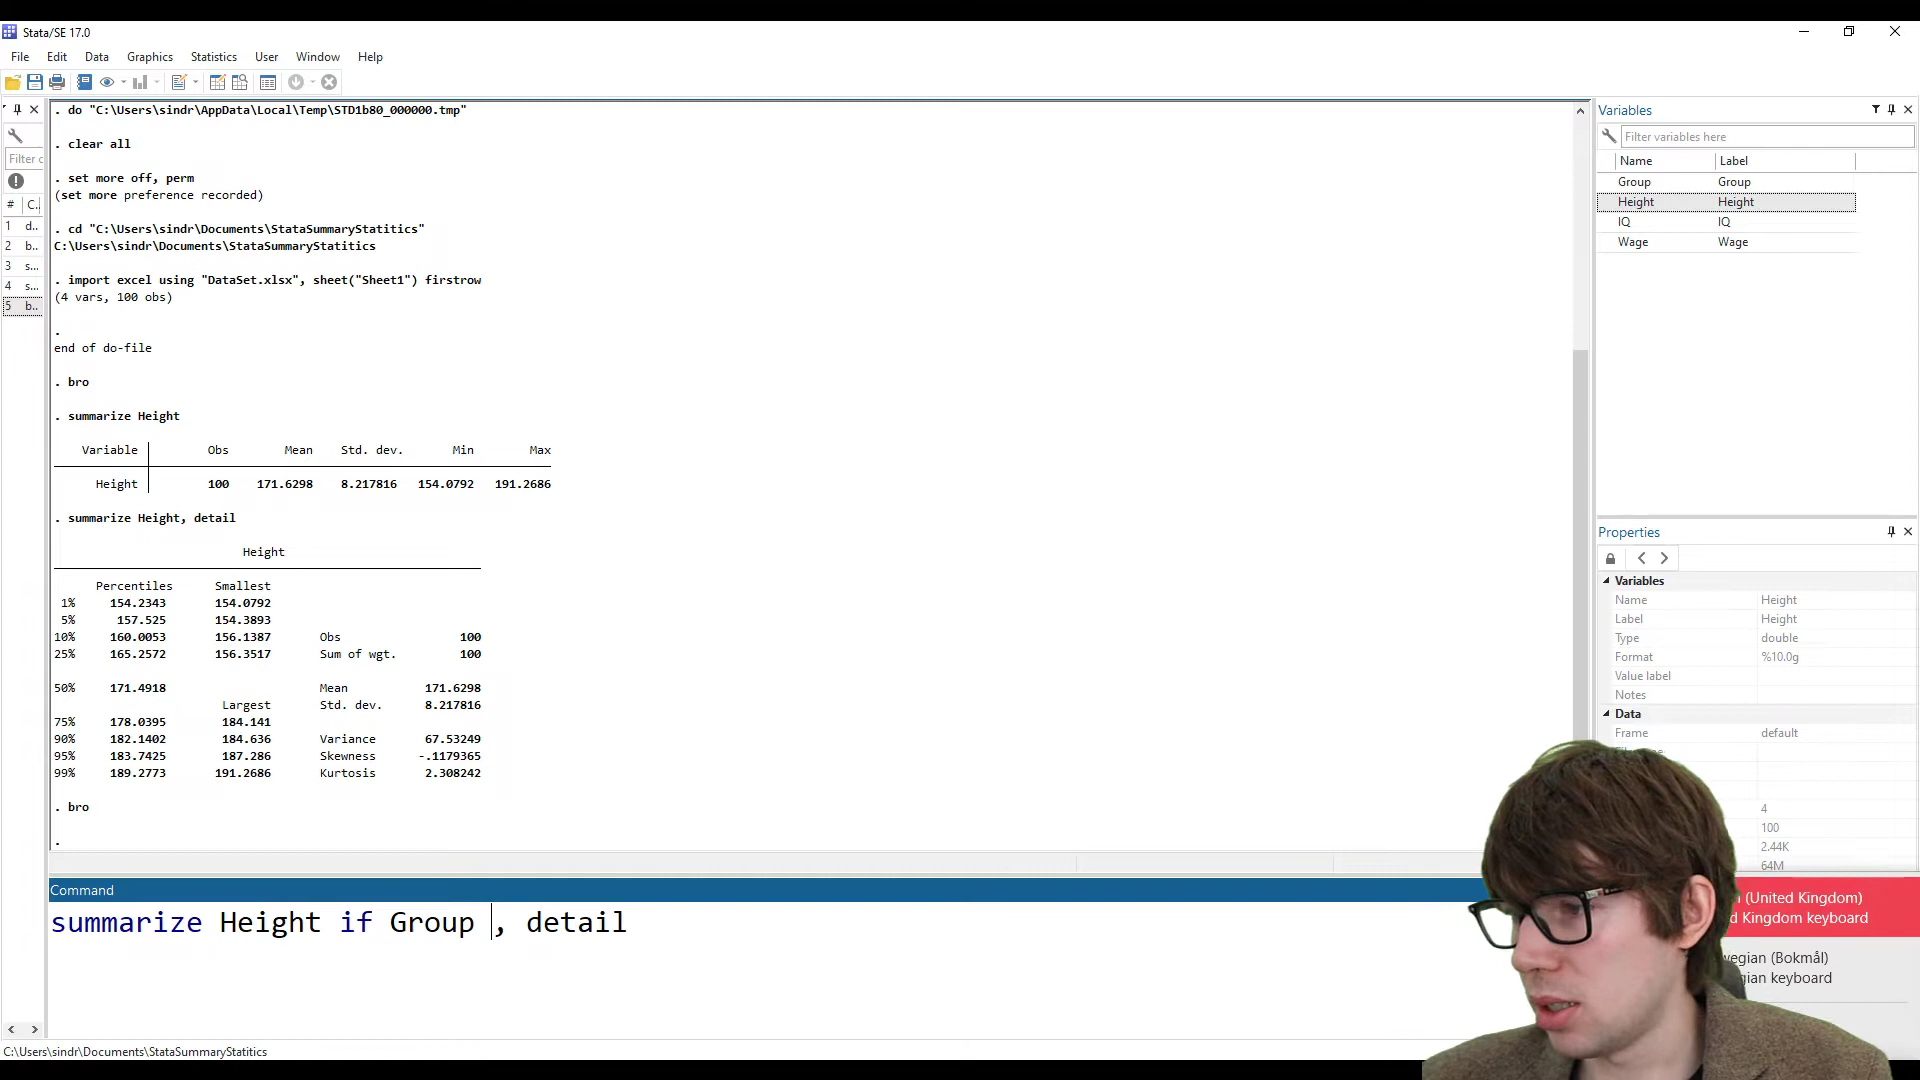 Stata/SE 17.0
File Edit Data Graphics Statistics User Window Help
. do "C:\Users\sindr\AppData\Local\Temp\STD1b80_000000.tmp"
. clear all
. set more off, perm
(set more preference recorded)
. cd "C:\Users\sindr\Documents\StataSummaryStatitics"
C:\Users\sindr\Documents\StataSummaryStatitics
. import excel using "DataSet.xlsx", sheet("Sheet1") firstrow
(4 vars, 100 obs)
.
end of do-file
. bro
. summarize Height
Variable Obs Mean Std. dev. Min Max
Height 100 171.6298 8.217816 154.0792 191.2686
. summarize Height, detail
Height
Percentiles Smallest
1% 154.2343 154.0792
5% 157.525 154.3893
10% 160.0053 156.1387 Obs 100
25% 165.2572 156.3517 Sum of wgt. 100
50% 171.4918 Mean 171.6298
Largest Std. dev. 8.217816
75% 178.0395 184.141
90% 182.1402 184.636 Variance 67.53249
95% 183.7425 187.286 Skewness -.1179365
99% 189.2773 191.2686 Kurtosis 2.308242
. bro
.
Filter c
# C.
1 d..
2 b..
3 s...
4 s...
5 b..
Command
summarize Height if Group , detail
C:\Users\sindr\Documents\StataSummaryStatitics
Variables
Filter variables here
Name Label
Group Group
Height Height
IQ IQ
Wage Wage
Properties
Variables
Name Height
Label Height
Type double
Format %10.0g
Value label
Notes
Data
Frame default
4
100
2.44K
64M
(United Kingdom)
d Kingdom keyboard
wegian (Bokmål)
gian keyboard